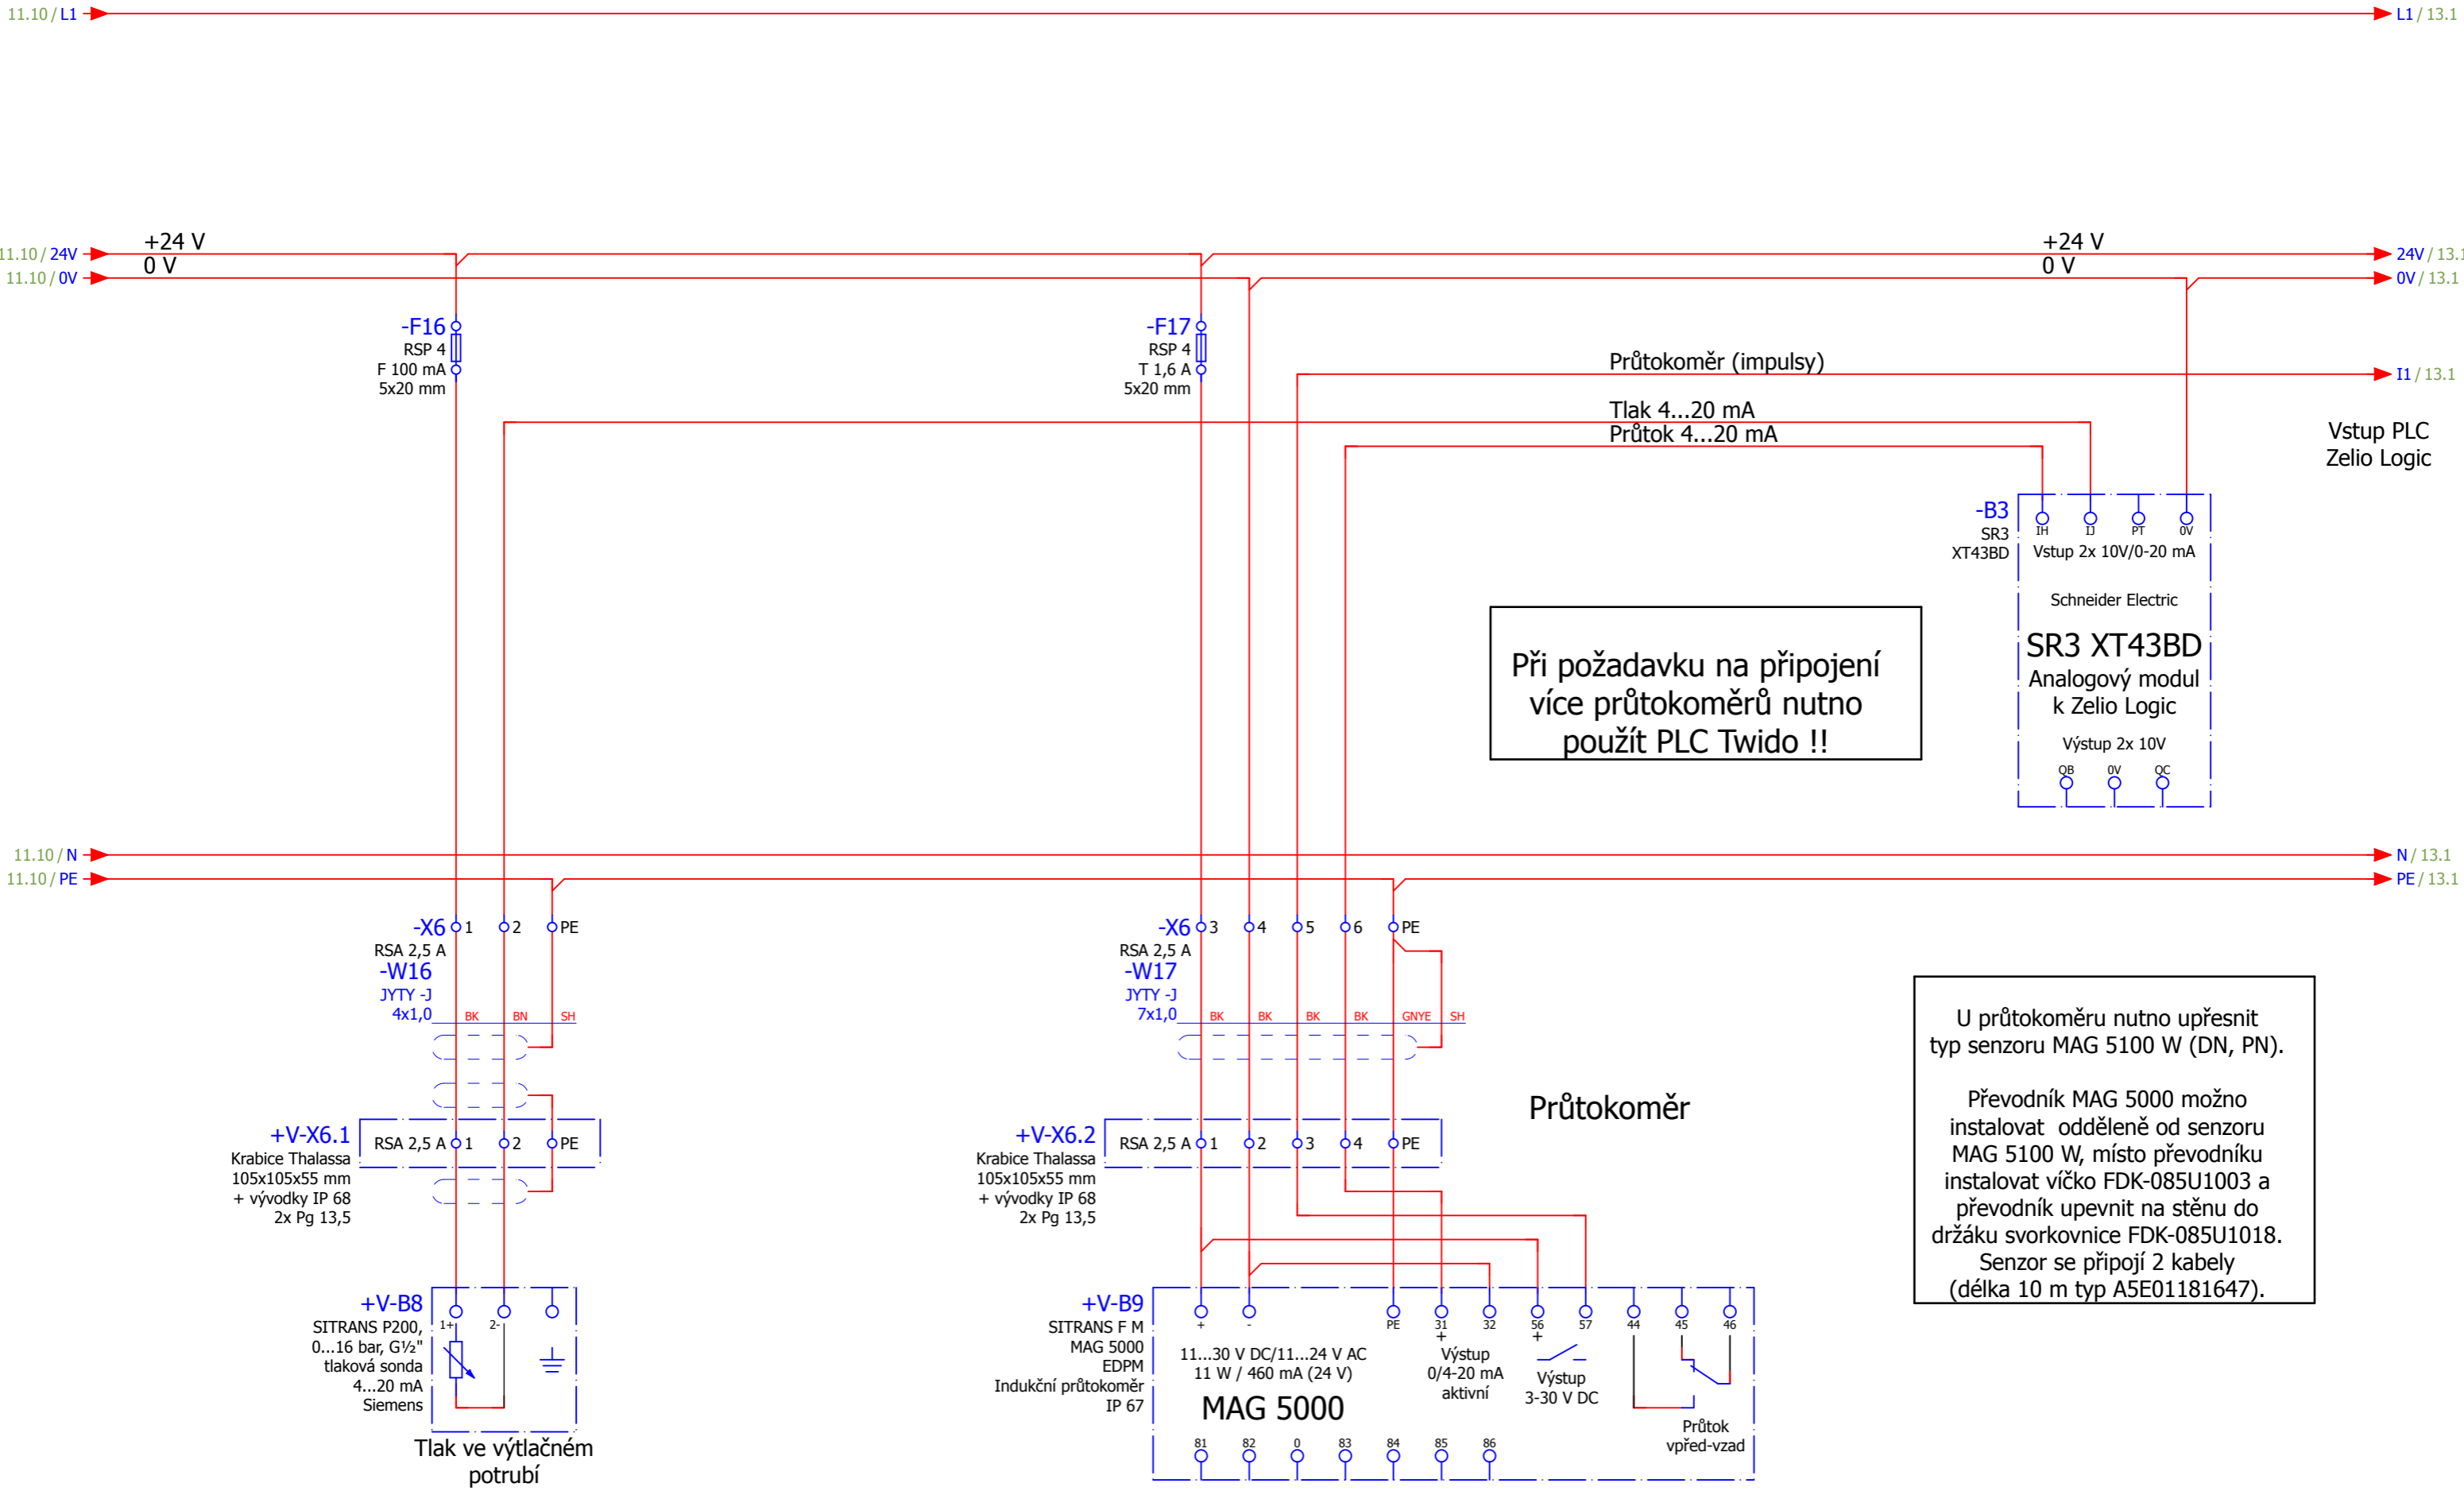 11.10 / L1
L1 / 13.1
+24 V
+24 V
11.10 / 24V
24V / 13.1
0 V
0 V
11.10 / 0V
0V / 13.1
-F16
RSP 4
F 100 mA
5x20 mm
-F17
RSP 4
T 1,6 A
5x20 mm
Průtokoměr (impulsy)
I1 / 13.1
Tlak 4...20 mA
Průtok 4...20 mA
Vstup PLC
Zelio Logic
-B3
SR3
XT43BD
IH IJ PT 0V
Vstup 2x 10V/0-20 mA
Schneider Electric
SR3 XT43BD
Analogový modul
k Zelio Logic
Výstup 2x 10V
QB 0V QC
Při požadavku na připojení
více průtokoměrů nutno
použít PLC Twido !!
11.10 / N
N / 13.1
11.10 / PE
PE / 13.1
-X6 1 2 PE
RSA 2,5 A
-W16
JYTY -J
4x1,0
BK BN SH
-X6 3 4 5 6 PE
RSA 2,5 A
-W17
JYTY -J
7x1,0
BK BK BK BK GNYE SH
+V-X6.1
RSA 2,5 A 1 2 PE
Krabice Thalassa
105x105x55 mm
+ vývodky IP 68
2x Pg 13,5
+V-X6.2
RSA 2,5 A 1 2 3 4 PE
Krabice Thalassa
105x105x55 mm
+ vývodky IP 68
2x Pg 13,5
Průtokoměr
U průtokoměru nutno upřesnit
typ senzoru MAG 5100 W (DN, PN).
Převodník MAG 5000 možno
instalovat odděleně od senzoru
MAG 5100 W, místo převodníku
instalovat víčko FDK-085U1003 a
převodník upevnit na stěnu do
držáku svorkovnice FDK-085U1018.
Senzor se připojí 2 kabely
(délka 10 m typ A5E01181647).
+V-B8
SITRANS P200,
0...16 bar, G½"
tlaková sonda
4...20 mA
Siemens
1+ 2-
Tlak ve výtlačném
potrubí
+V-B9
SITRANS F M
MAG 5000
EDPM
Indukční průtokoměr
IP 67
+ - PE 31 32 56 57 44 45 46
+ +
11...30 V DC/11...24 V AC
11 W / 460 mA (24 V)
MAG 5000
Výstup
0/4-20 mA
aktivní
Výstup
3-30 V DC
Průtok
vpřed-vzad
81 82 0 83 84 85 86